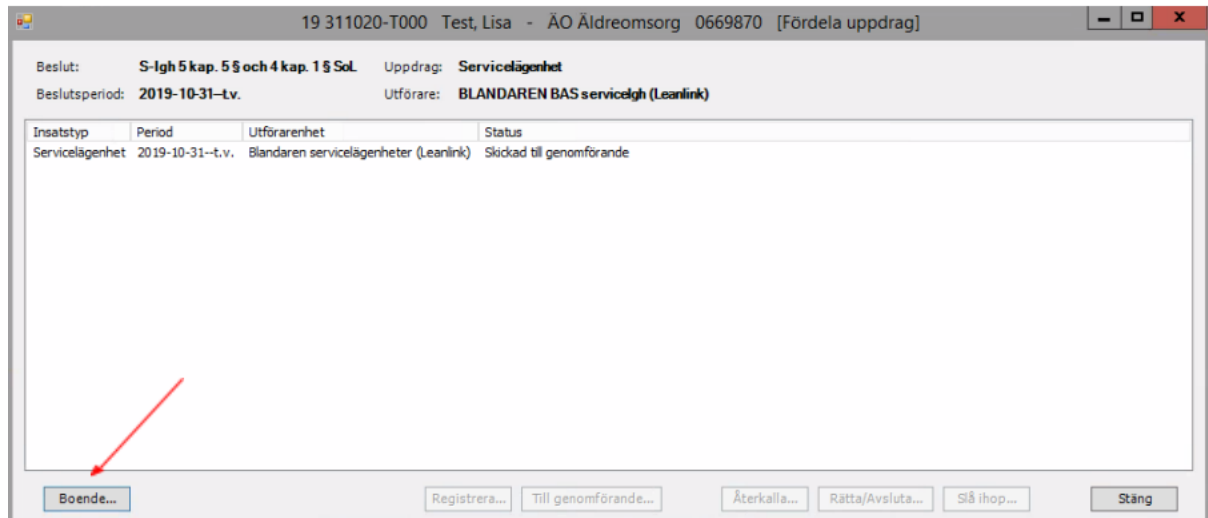 19 311020-T000 Test, Lisa - ÄO Äldreomsorg 0669870 [Fördela uppdrag]
Beslut: S-lgh 5 kap. 5 § och 4 kap. 1 § SoL Uppdrag: Servicelägenhet
Beslutsperiod: 2019-10-31--t.v. Utförare: BLANDAREN BAS servicelgh (Leanlink)
Insatstyp Period Utförarenhet Status
Servicelägenhet 2019-10-31--t.v. Blandaren servicelägenheter (Leanlink) Skickad till genomförande
Boende... Registrera... Till genomförande... Återkalla... Rätta/Avsluta... Slå ihop... Stäng